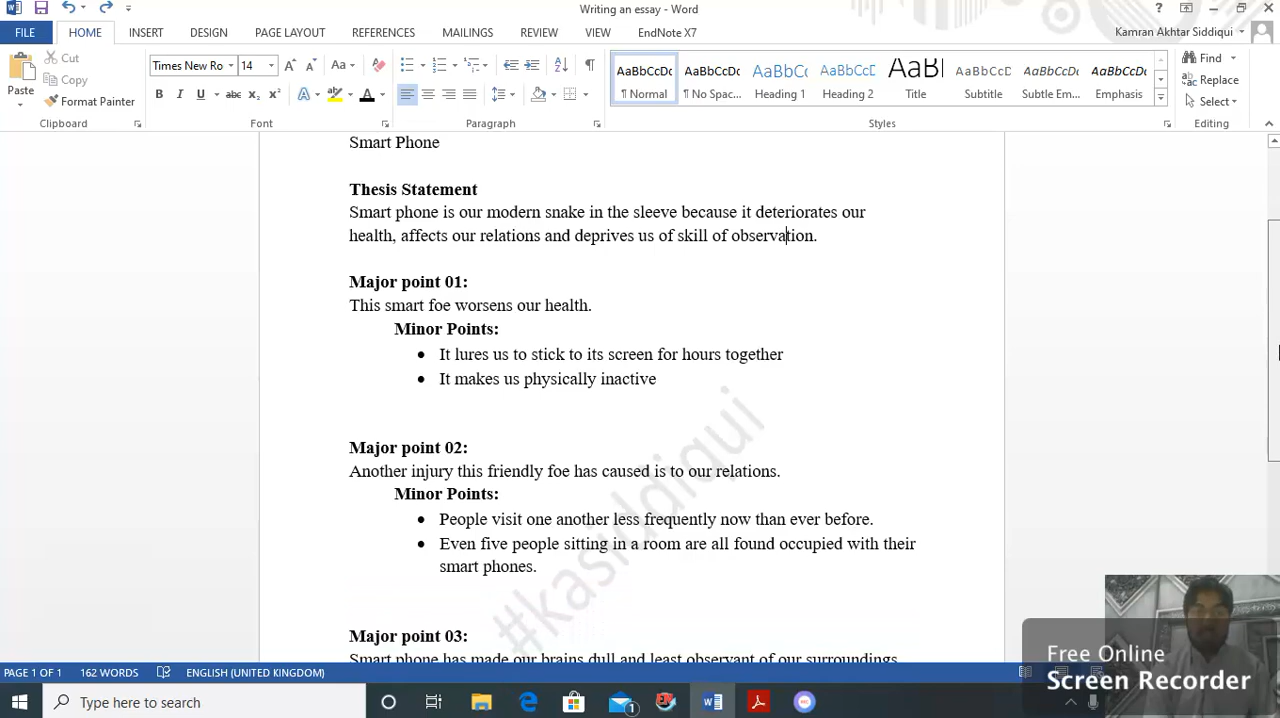 Writing an essay - Word
FILE HOME INSERT DESIGN PAGE LAYOUT REFERENCES MAILINGS REVIEW VIEW EndNote X7
Kamran Akhtar Siddiqui
Paste
Cut
Copy
Format Painter
Clipboard
Times New Ro 14
Font
Paragraph
AaBbCcDc AaBbCcDc AaBbCc AaBbCcD AaBl AaBbCcD AaBbCcDc AaBbCcDc
¶ Normal ¶ No Spac... Heading 1 Heading 2 Title Subtitle Subtle Em... Emphasis
Styles
Find
Replace
Select
Editing
Smart Phone
Thesis Statement
Smart phone is our modern snake in the sleeve because it deteriorates our
health, affects our relations and deprives us of skill of observation.
Major point 01:
This smart foe worsens our health.
Minor Points:
• It lures us to stick to its screen for hours together
• It makes us physically inactive
Major point 02:
Another injury this friendly foe has caused is to our relations.
Minor Points:
• People visit one another less frequently now than ever before.
• Even five people sitting in a room are all found occupied with their
smart phones.
Major point 03:
Smart phone has made our brains dull and least observant of our surroundings
#kasiddiqui
PAGE 1 OF 1 162 WORDS ENGLISH (UNITED KINGDOM)
Type here to search
Free Online
Screen Recorder